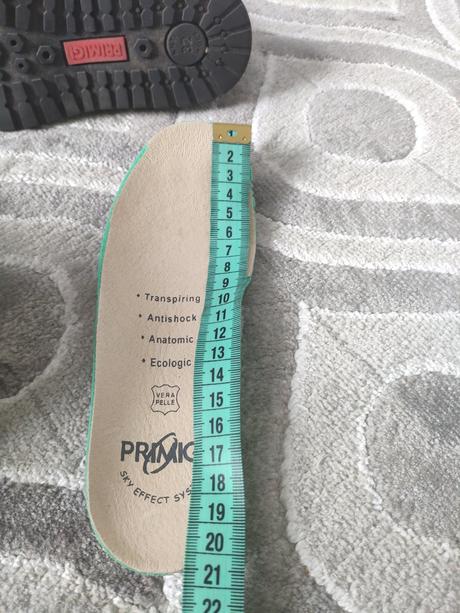 PRIMIGI
2
3
4
5
6
7
8
9
10
11
12
13
14
15
16
17
18
19
20
21
22
• Transpiring
• Antishock
• Anatomic
• Ecologic
VERA
PELLE
PRIMIG
SKY EFFECT SYS